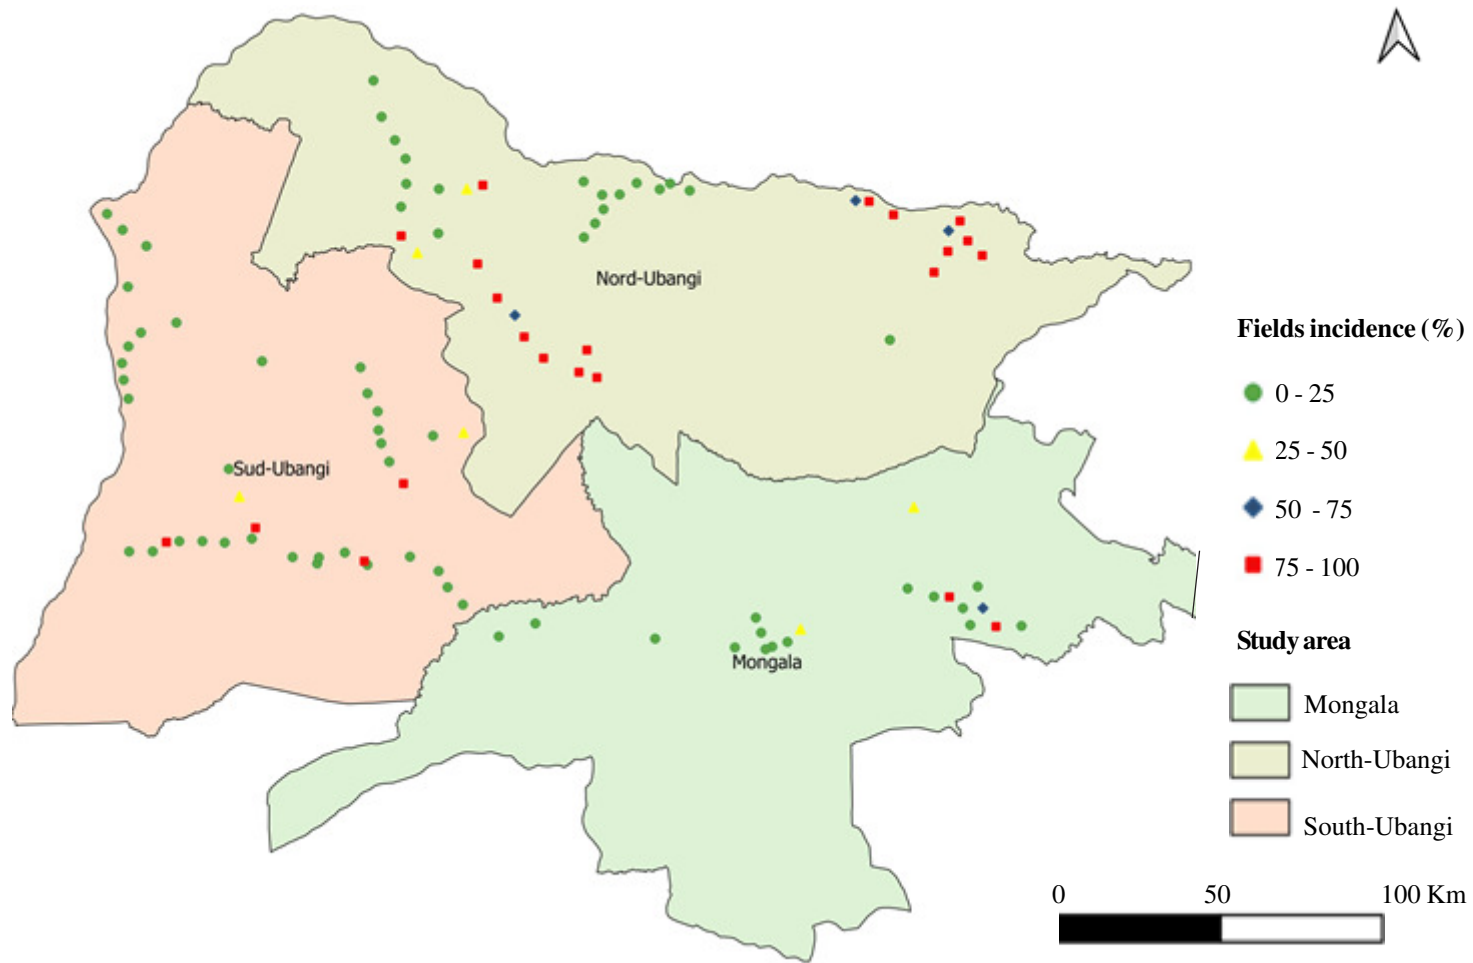 Nord-Ubangi
Sud-Ubangi
Mongala
Fields incidence (%)
0 - 25
25 - 50
50 - 75
75 - 100
Study area
Mongala
North-Ubangi
South-Ubangi
0 50 100 Km